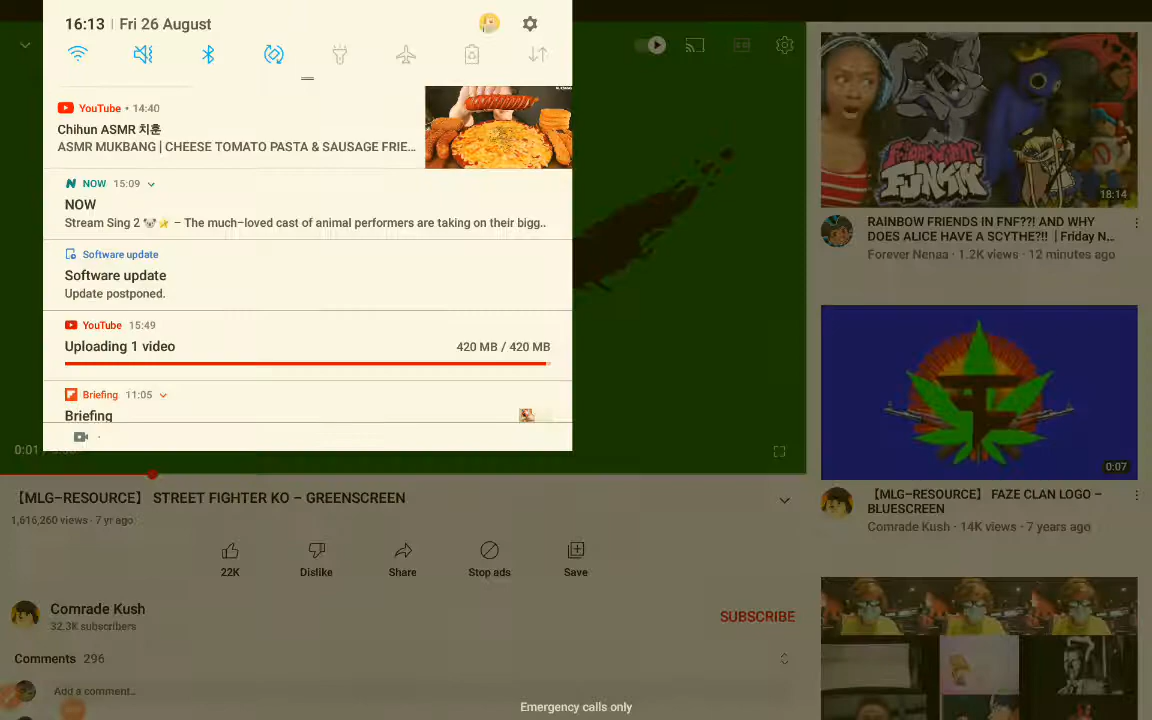 16:13 | Fri 26 August
YouTube • 14:40
Chihun ASMR 치훈
ASMR MUKBANG | CHEESE TOMATO PASTA & SAUSAGE FRIE...
NOW 15:09
NOW
Stream Sing 2 🐨⭐ – The much–loved cast of animal performers are taking on their bigg..
Software update
Software update
Update postponed.
YouTube 15:49
Uploading 1 video 420 MB / 420 MB
Briefing 11:05
Briefing
0:01 /
【MLG–RESOURCE】 STREET FIGHTER KO – GREENSCREEN
1,616,260 views · 7 yr ago
22K Dislike Share Stop ads Save
Comrade Kush
32.3K subscribers
SUBSCRIBE
Comments 296
Add a comment...
Emergency calls only
FRIDAY NIGHT
FUNKIN
18:14
RAINBOW FRIENDS IN FNF??! AND WHY
DOES ALICE HAVE A SCYTHE?!! | Friday N...
Forever Nenaa · 1.2K views · 12 minutes ago
0:07
【MLG–RESOURCE】 FAZE CLAN LOGO –
BLUESCREEN
Comrade Kush · 14K views · 7 years ago